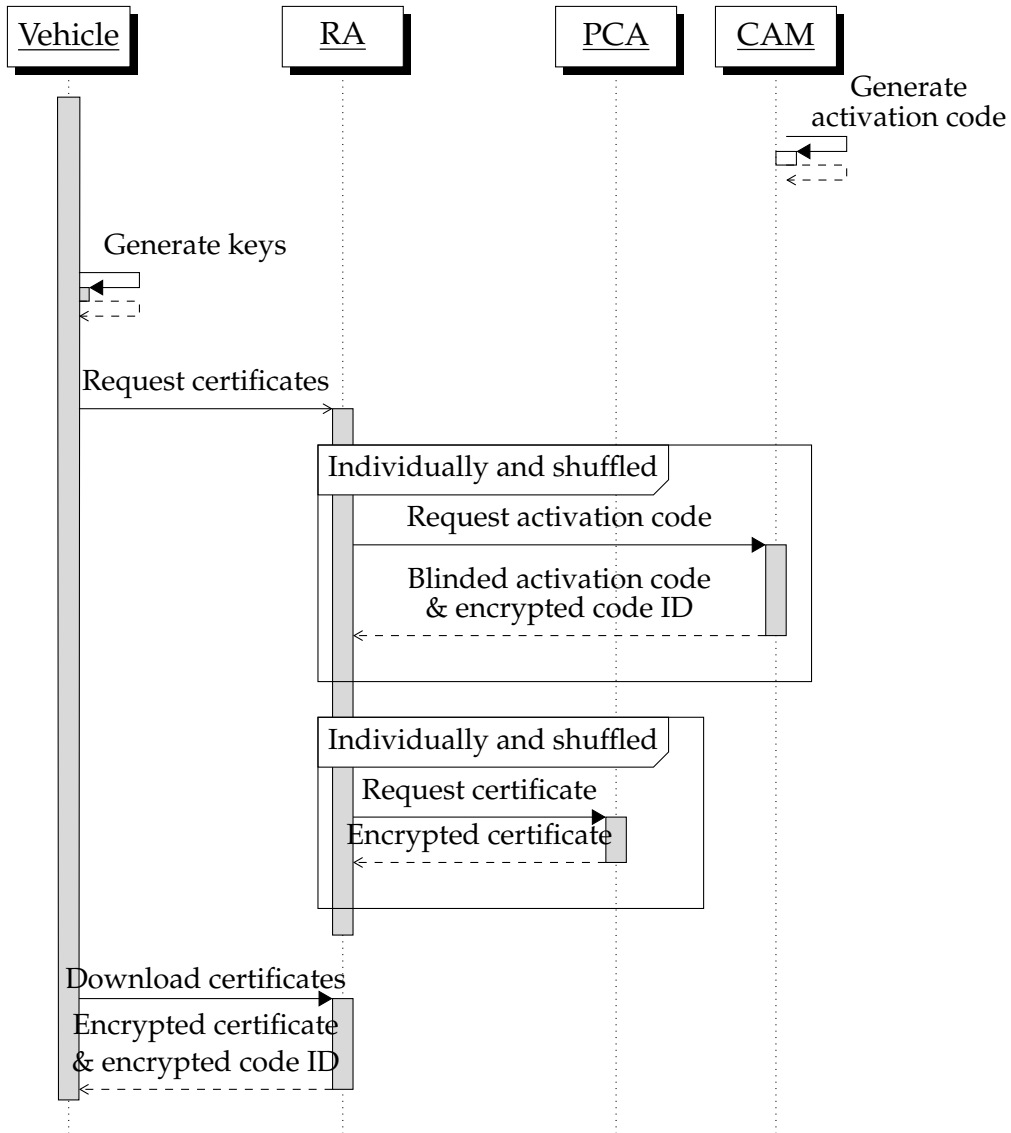 Vehicle
RA
PCA
CAM
Generate
activation code
Generate keys
Request certificates
Individually and shuffled
Request activation code
Blinded activation code
& encrypted code ID
Individually and shuffled
Request certificate
Encrypted certificate
Download certificates
Encrypted certificate
& encrypted code ID